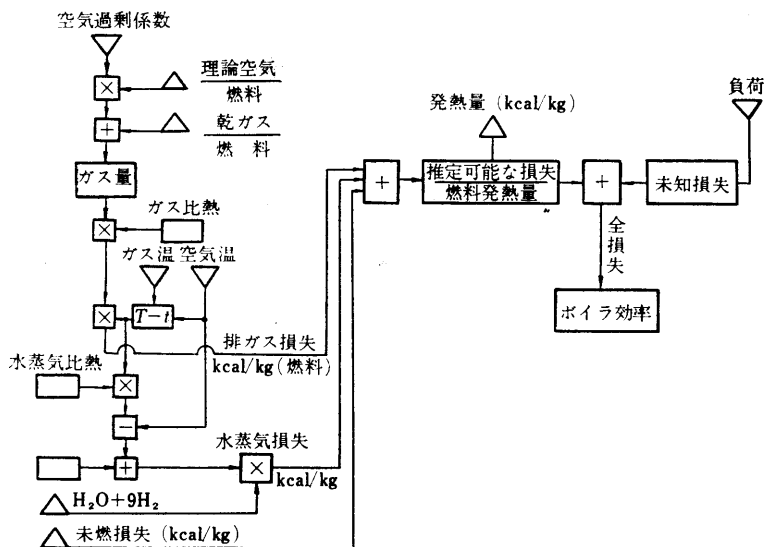 空気過剰係数
×
理論空気
燃料
+
乾ガス
燃 料
ガス量
ガス比熱
×
ガス温 空気温
×
T−t
排ガス損失
kcal/kg(燃料)
水蒸気比熱
×
−
+
水蒸気損失
×
kcal/kg
H₂O+9H₂
未燃損失 (kcal/kg)
発熱量 (kcal/kg)
+
推定可能な損失
燃料発熱量
+
負荷
未知損失
全損失
ボイラ効率